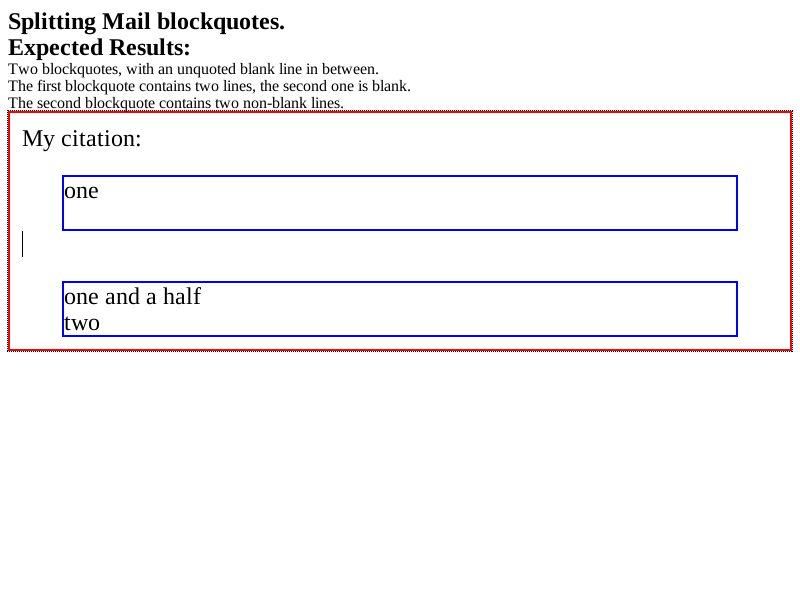 Splitting Mail blockquotes.
Expected Results:
Two blockquotes, with an unquoted blank line in between.
The first blockquote contains two lines, the second one is blank.
The second blockquote contains two non-blank lines.
My citation:
one
one and a half
two